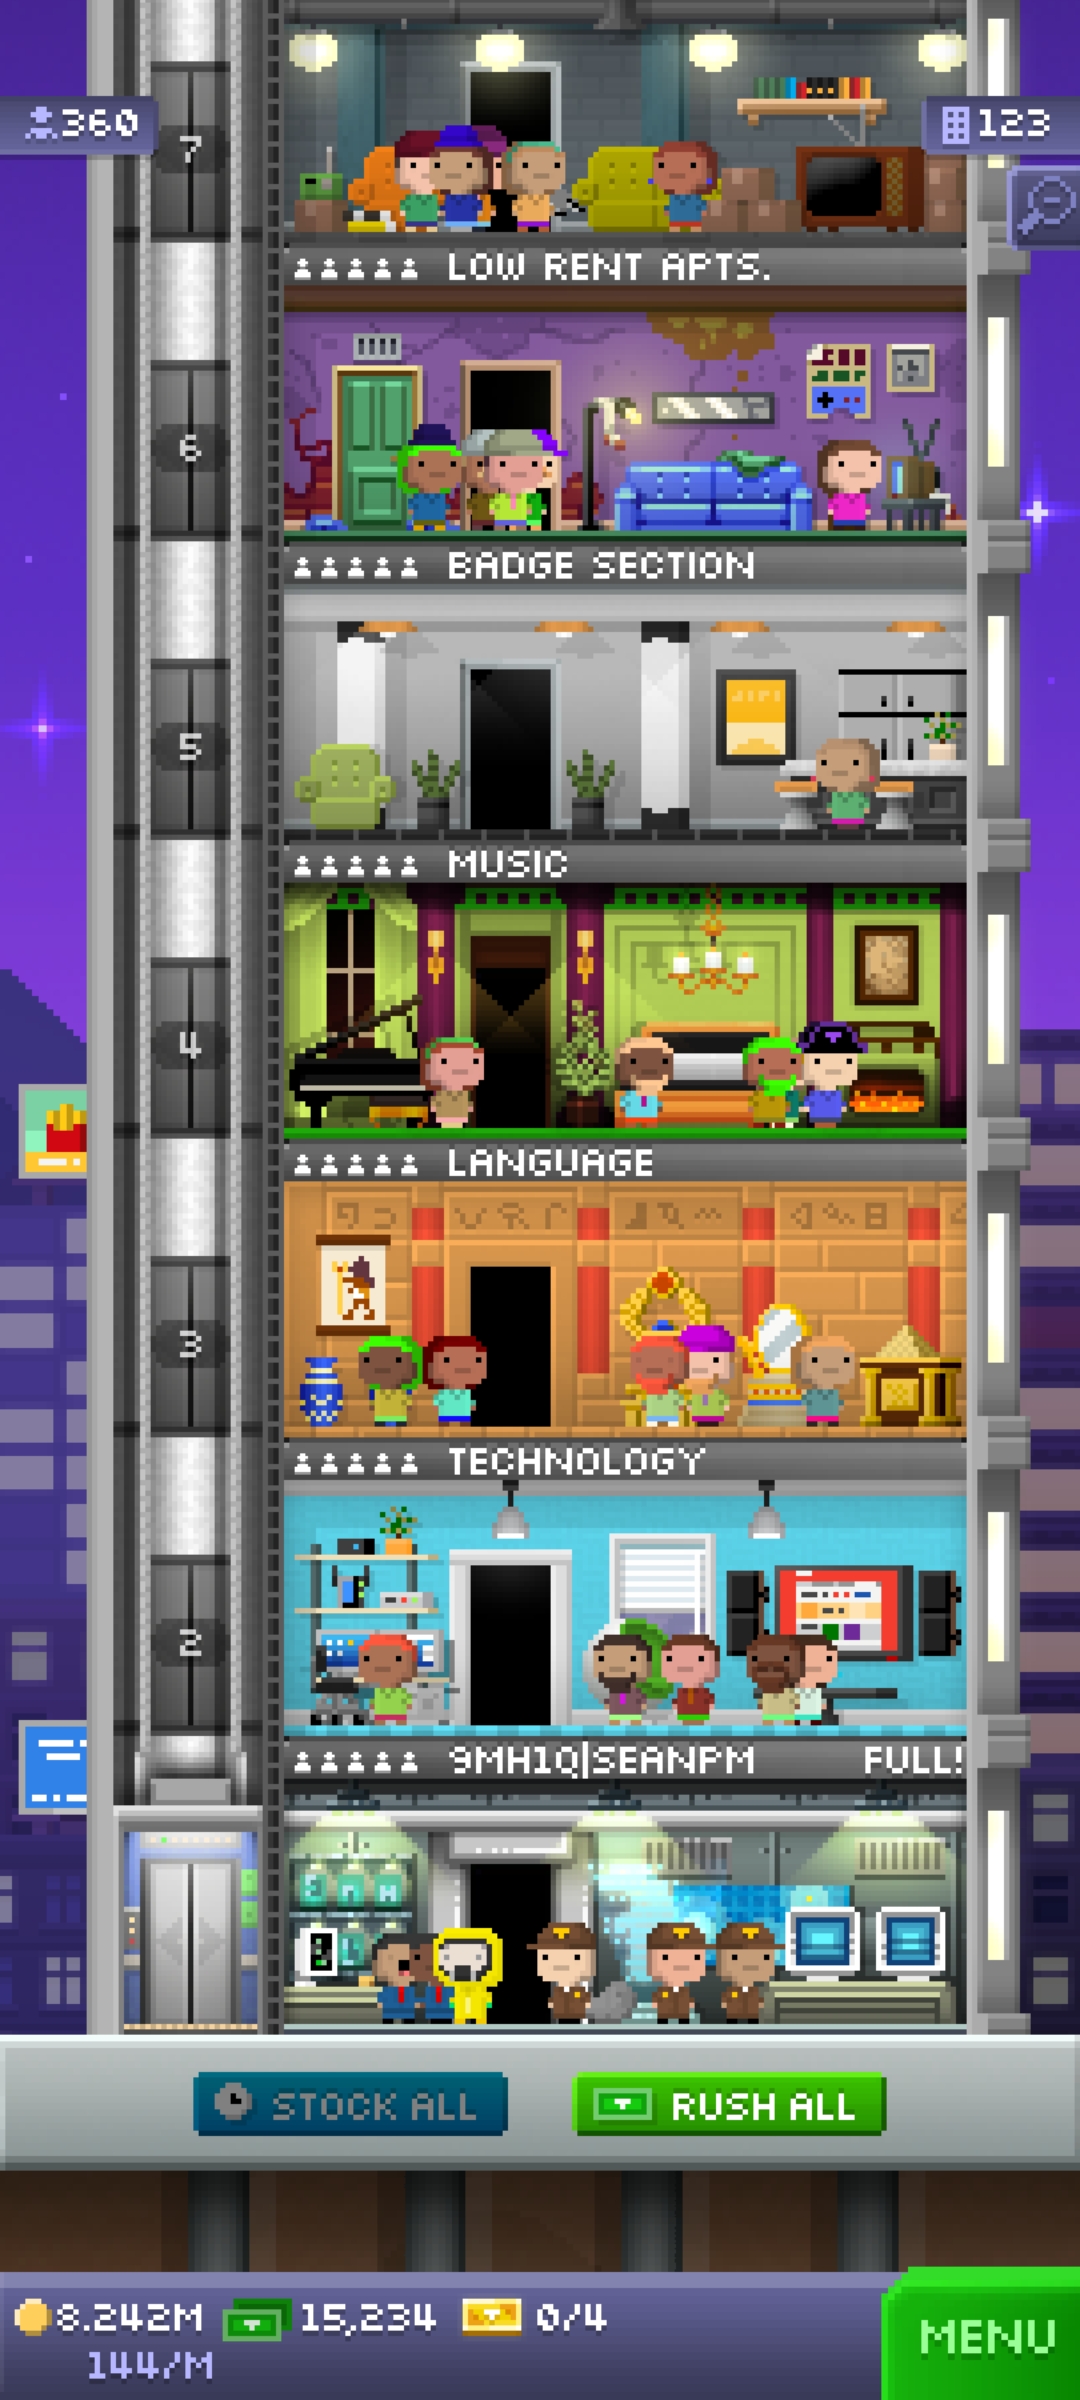 360
123
7
LOW RENT APTS.
6
BADGE SECTION
5
MUSIC
4
LANGUAGE
3
TECHNOLOGY
2
9MH1Q|SEANPM FULL!
STOCK ALL
RUSH ALL
8.242M
15,234
0/4
144/M
MENU